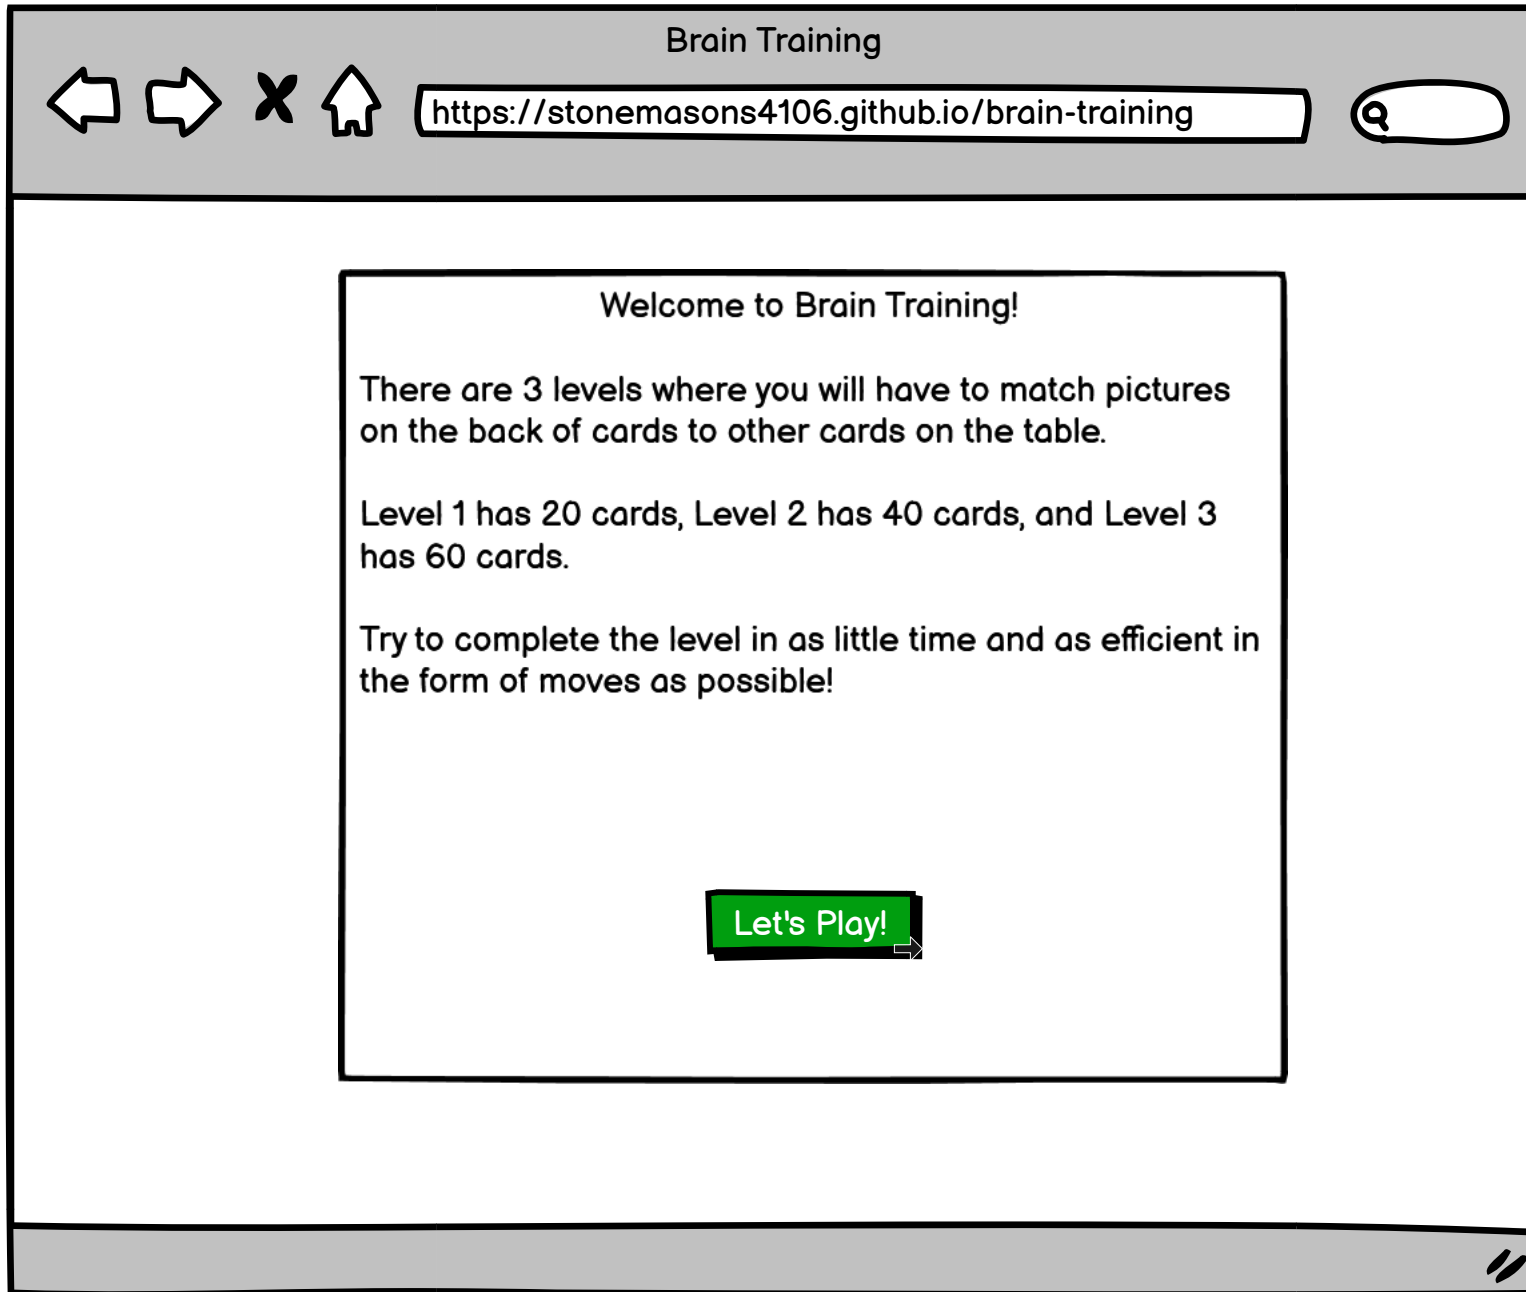 Brain Training
https://stonemasons4106.github.io/brain-training
Welcome to Brain Training!
There are 3 levels where you will have to match pictures
on the back of cards to other cards on the table.
Level 1 has 20 cards, Level 2 has 40 cards, and Level 3
has 60 cards.
Try to complete the level in as little time and as efficient in
the form of moves as possible!
Let's Play!